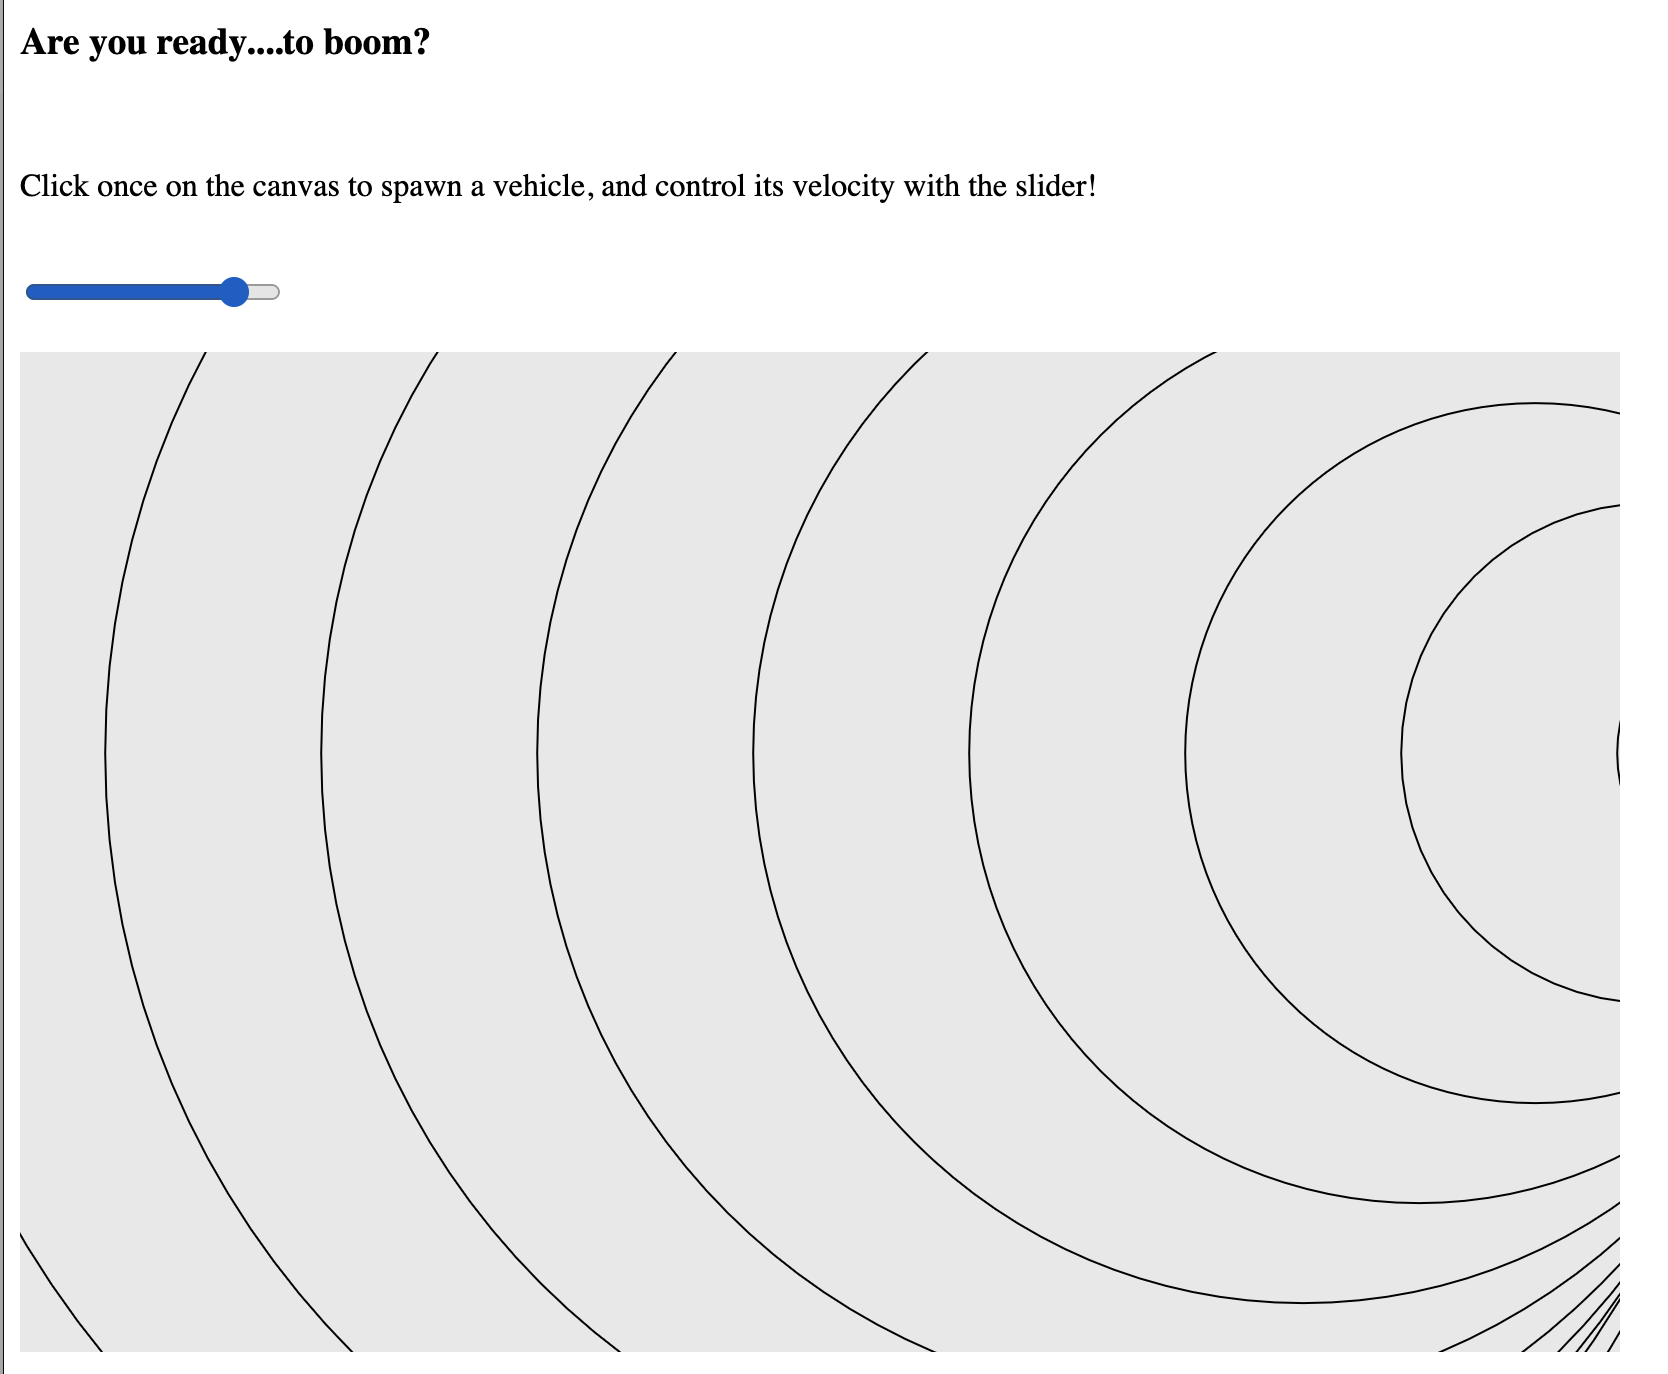 Are you ready....to boom?
Click once on the canvas to spawn a vehicle, and control its velocity with the slider!